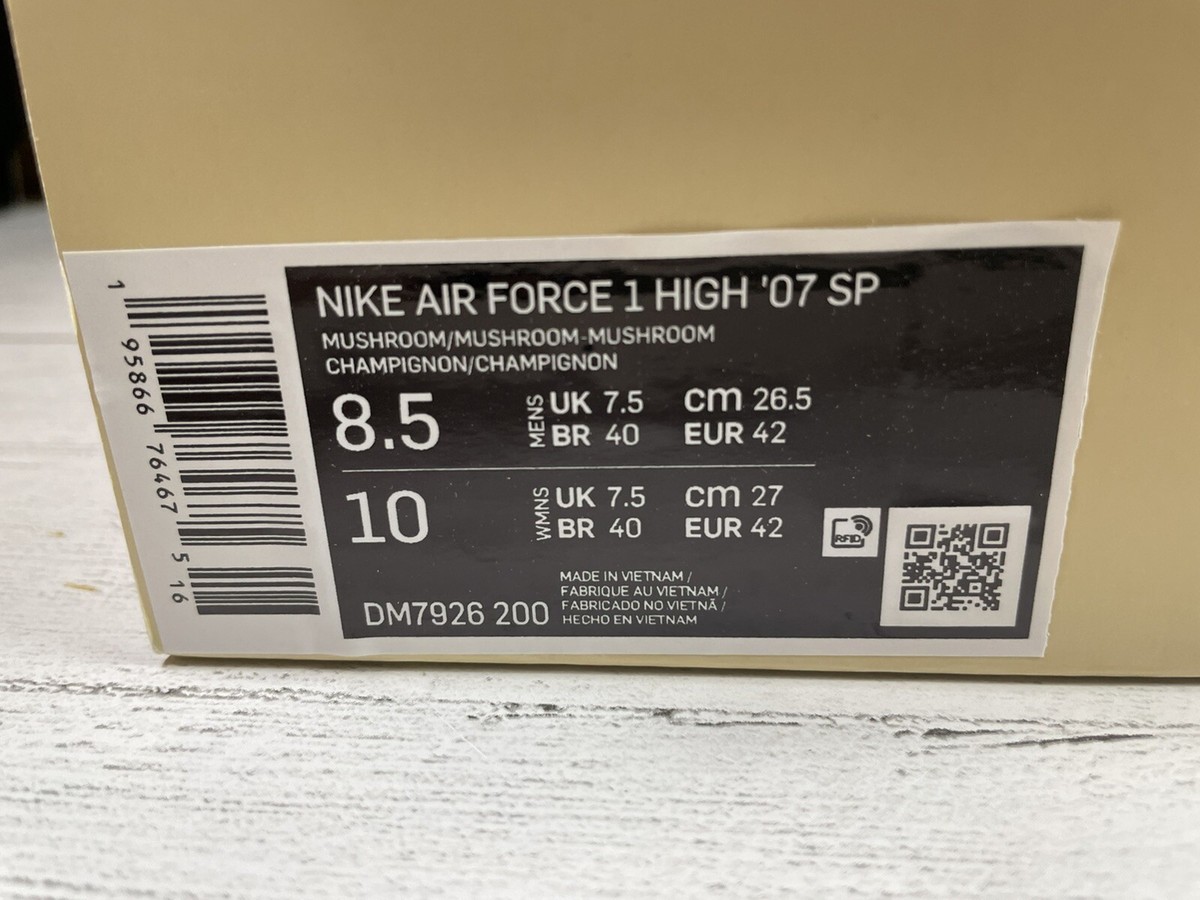 NIKE AIR FORCE 1 HIGH '07 SP
MUSHROOM/MUSHROOM-MUSHROOM
CHAMPIGNON/CHAMPIGNON
8.5 MENS UK 7.5 cm 26.5
BR 40 EUR 42
10 WMNS UK 7.5 cm 27
BR 40 EUR 42
RFID
MADE IN VIETNAM /
FABRIQUE AU VIETNAM /
FABRICADO NO VIETNÃ /
HECHO EN VIETNAM
DM7926 200
1 95866 76467 5 16